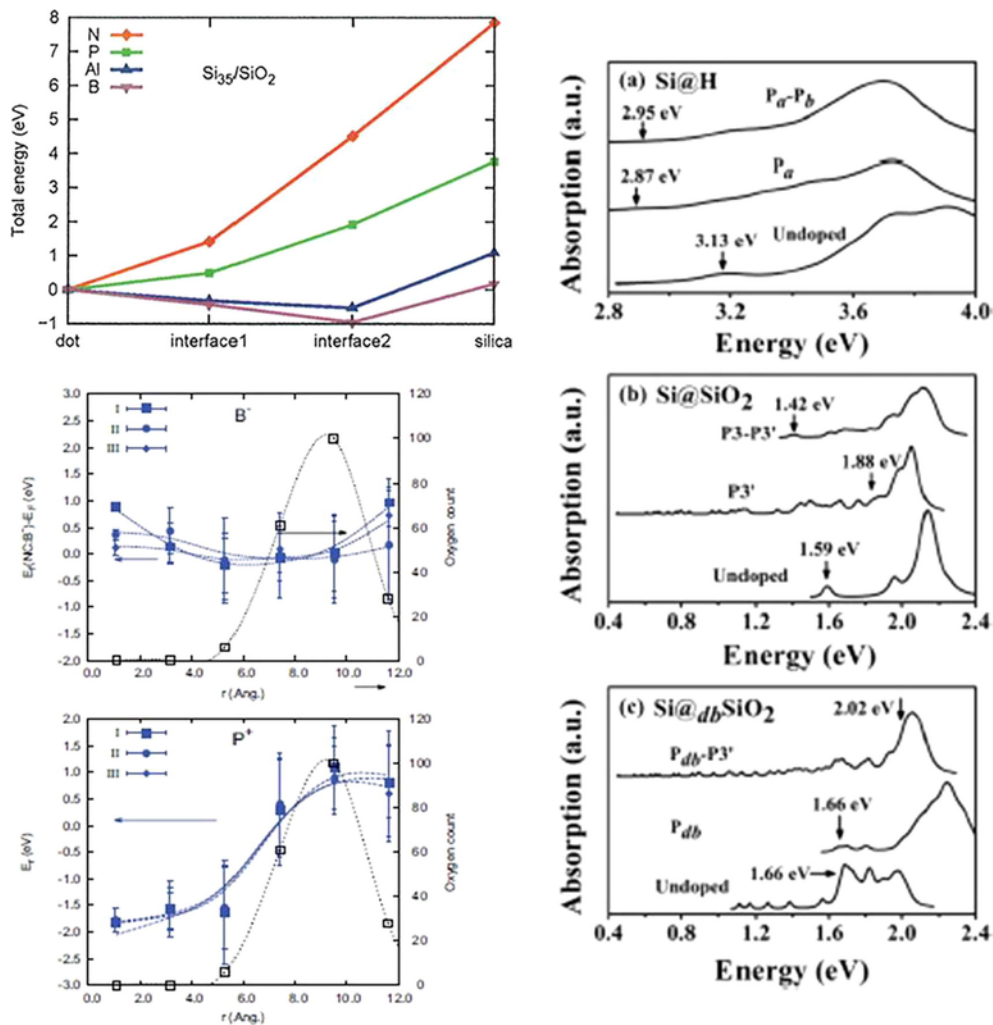 Total energy (eV)
8
7
6
5
4
3
2
1
0
−1
N
P
Al
B
Si35/SiO2
dot
interface1
interface2
silica
Ef(NC:B-)-EF (eV)
3.0
2.5
2.0
1.5
1.0
0.5
0.0
-0.5
-1.0
-1.5
-2.0
I
II
III
B-
120
100
80
60
40
20
0
Oxygen count
0.0 2.0 4.0 6.0 8.0 10.0 12.0
r (Ang.)
2.0
1.5
1.0
0.5
0.0
-0.5
-1.0
-1.5
-2.0
-2.5
-3.0
I
II
III
P+
120
100
80
60
40
20
0
Oxygen count
0.0 2.0 4.0 6.0 8.0 10.0 12.0
r (Ang.)
Absorption (a.u.)
(a) Si@H
Pa-Pb
2.95 eV
Pa
2.87 eV
Undoped
3.13 eV
2.8 3.2 3.6 4.0
Energy (eV)
Absorption (a.u.)
(b) Si@SiO2
1.42 eV
P3-P3'
1.88 eV
P3'
Undoped
1.59 eV
0.4 0.8 1.2 1.6 2.0 2.4
Energy (eV)
Absorption (a.u.)
(c) Si@dbSiO2
2.02 eV
Pdb-P3'
1.66 eV
Pdb
1.66 eV
Undoped
0.4 0.8 1.2 1.6 2.0 2.4
Energy (eV)